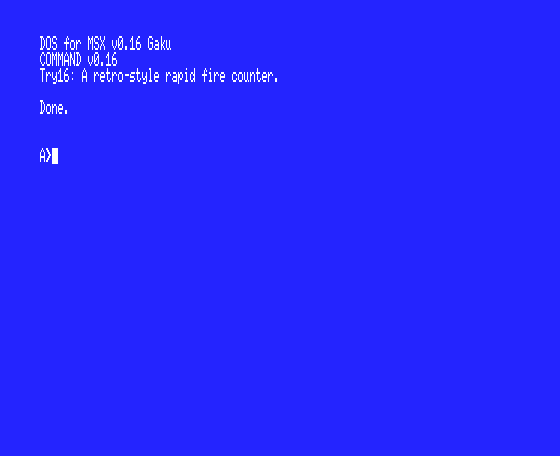 DOS for MSX v0.16 Gaku
COMMAND v0.16
Try16: A retro-style rapid fire counter.
Done.
A>